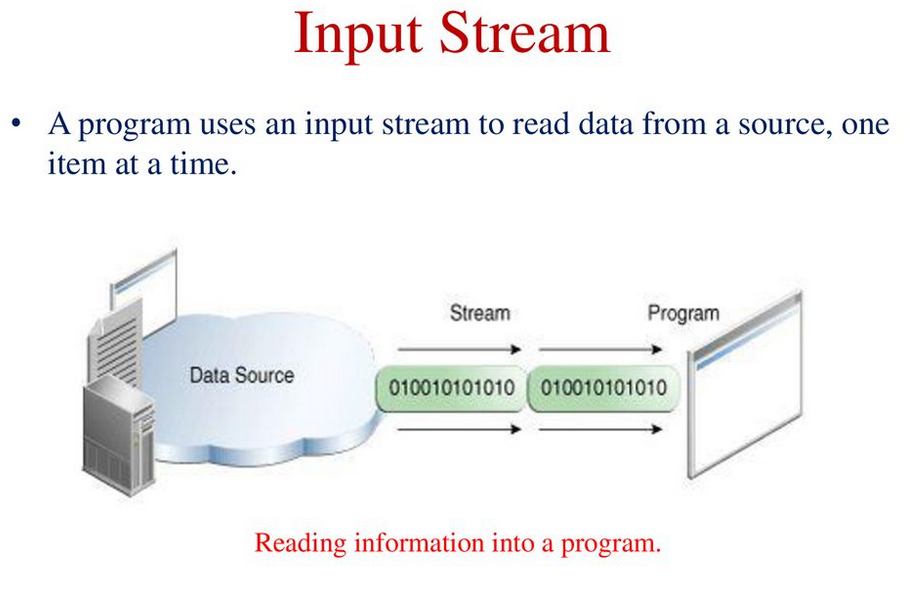 Input Stream
• A program uses an input stream to read data from a source, one
item at a time.
Stream
Program
Data Source
010010101010
010010101010
Reading information into a program.